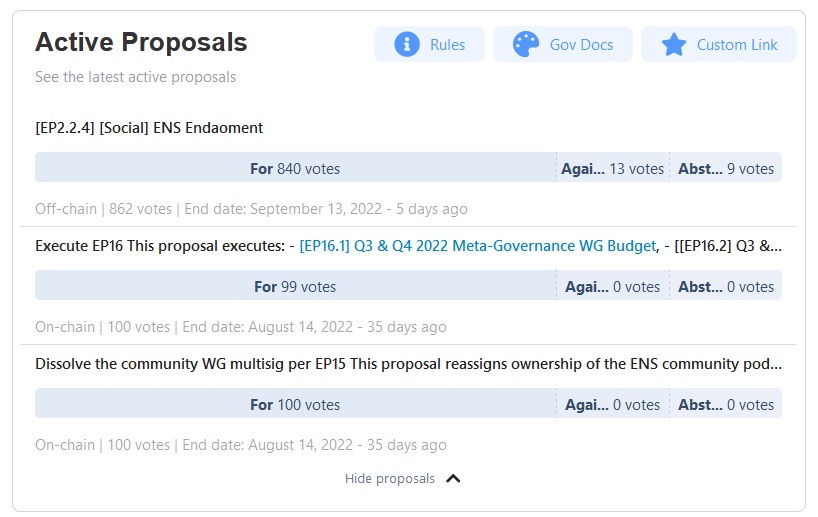 Active Proposals
Rules
Gov Docs
Custom Link
See the latest active proposals
[EP2.2.4] [Social] ENS Endaoment
For 840 votes Agai... 13 votes Abst... 9 votes
Off-chain | 862 votes | End date: September 13, 2022 - 5 days ago
Execute EP16 This proposal executes: - [EP16.1] Q3 & Q4 2022 Meta-Governance WG Budget, - [[EP16.2] Q3 &...
For 99 votes Agai... 0 votes Abst... 0 votes
On-chain | 100 votes | End date: August 14, 2022 - 35 days ago
Dissolve the community WG multisig per EP15 This proposal reassigns ownership of the ENS community pod...
For 100 votes Agai... 0 votes Abst... 0 votes
On-chain | 100 votes | End date: August 14, 2022 - 35 days ago
Hide proposals